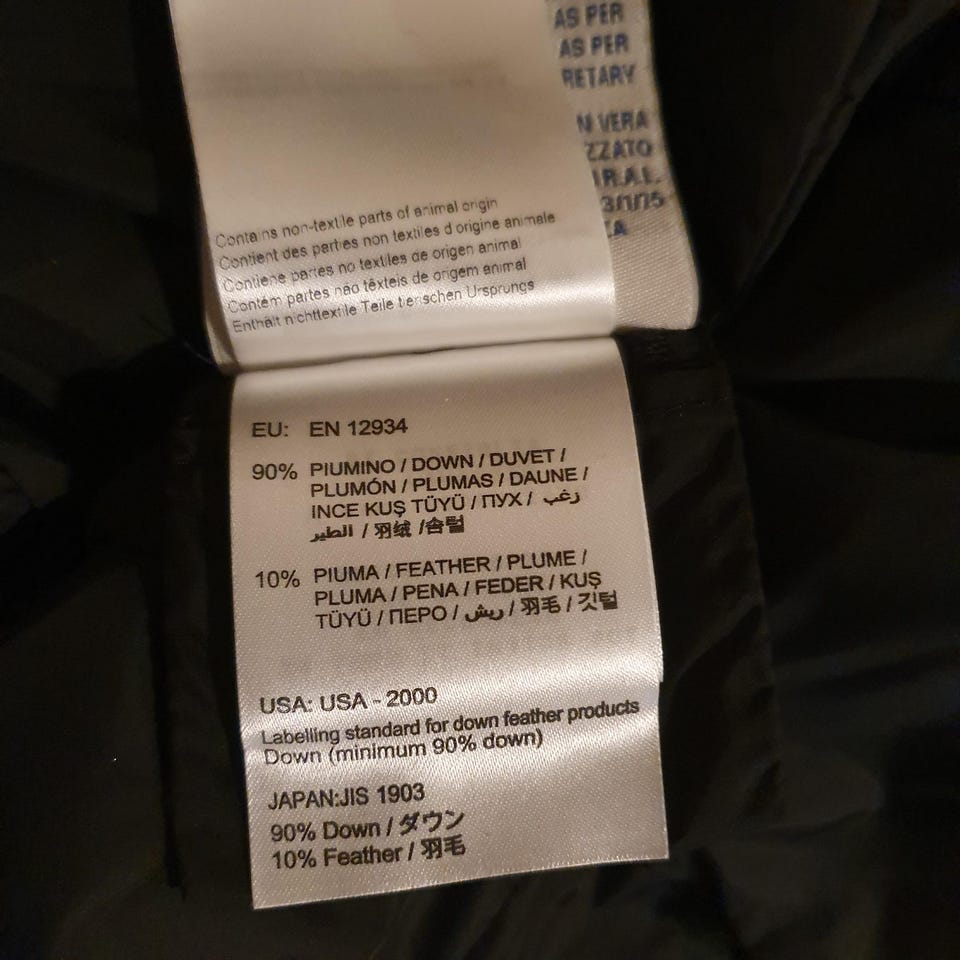 AS PER
AS PER
RETARY
N VERA
ZZATO
R.A.L.
3/1/75
CA
Contains non-textile parts of animal origin
Contient des parties non textiles d origine animale
Contiene partes no textiles de origen animal
Contém partes não têxteis de origem animal
Enthält nichttextile Teile tierischen Ursprungs
EU: EN 12934
90% PIUMINO / DOWN / DUVET /
PLUMÓN / PLUMAS / DAUNE /
INCE KUŞ TÜYÜ / ПУХ / زغب
الطير / 羽绒 /솜털
10% PIUMA / FEATHER / PLUME /
PLUMA / PENA / FEDER / KUŞ
TÜYÜ / ПЕРО / ريش / 羽毛 / 깃털
USA: USA - 2000
Labelling standard for down feather products
Down (minimum 90% down)
JAPAN:JIS 1903
90% Down / ダウン
10% Feather / 羽毛